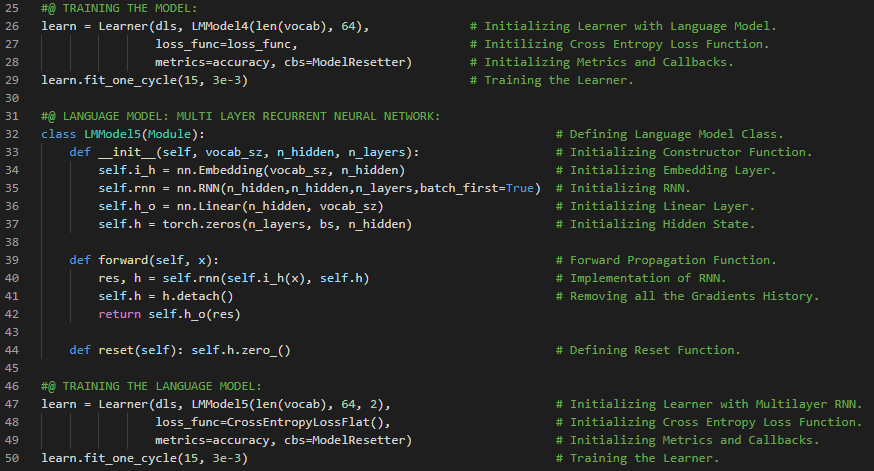 25 #@ TRAINING THE MODEL:
26 learn = Learner(dls, LMModel4(len(vocab), 64), # Initializing Learner with Language Model.
27 loss_func=loss_func, # Initilizing Cross Entropy Loss Function.
28 metrics=accuracy, cbs=ModelResetter) # Initializing Metrics and Callbacks.
29 learn.fit_one_cycle(15, 3e-3) # Training the Learner.
30
31 #@ LANGUAGE MODEL: MULTI LAYER RECURRENT NEURAL NETWORK:
32 class LMModel5(Module): # Defining Language Model Class.
33 def __init__(self, vocab_sz, n_hidden, n_layers): # Initializing Constructor Function.
34 self.i_h = nn.Embedding(vocab_sz, n_hidden) # Initializing Embedding Layer.
35 self.rnn = nn.RNN(n_hidden,n_hidden,n_layers,batch_first=True) # Initializing RNN.
36 self.h_o = nn.Linear(n_hidden, vocab_sz) # Initializing Linear Layer.
37 self.h = torch.zeros(n_layers, bs, n_hidden) # Initializing Hidden State.
38
39 def forward(self, x): # Forward Propagation Function.
40 res, h = self.rnn(self.i_h(x), self.h) # Implementation of RNN.
41 self.h = h.detach() # Removing all the Gradients History.
42 return self.h_o(res)
43
44 def reset(self): self.h.zero_() # Defining Reset Function.
45
46 #@ TRAINING THE LANGUAGE MODEL:
47 learn = Learner(dls, LMModel5(len(vocab), 64, 2), # Initializing Learner with Multilayer RNN.
48 loss_func=CrossEntropyLossFlat(), # Initializing Cross Entropy Loss Function.
49 metrics=accuracy, cbs=ModelResetter) # Initializing Metrics and Callbacks.
50 learn.fit_one_cycle(15, 3e-3) # Training the Learner.